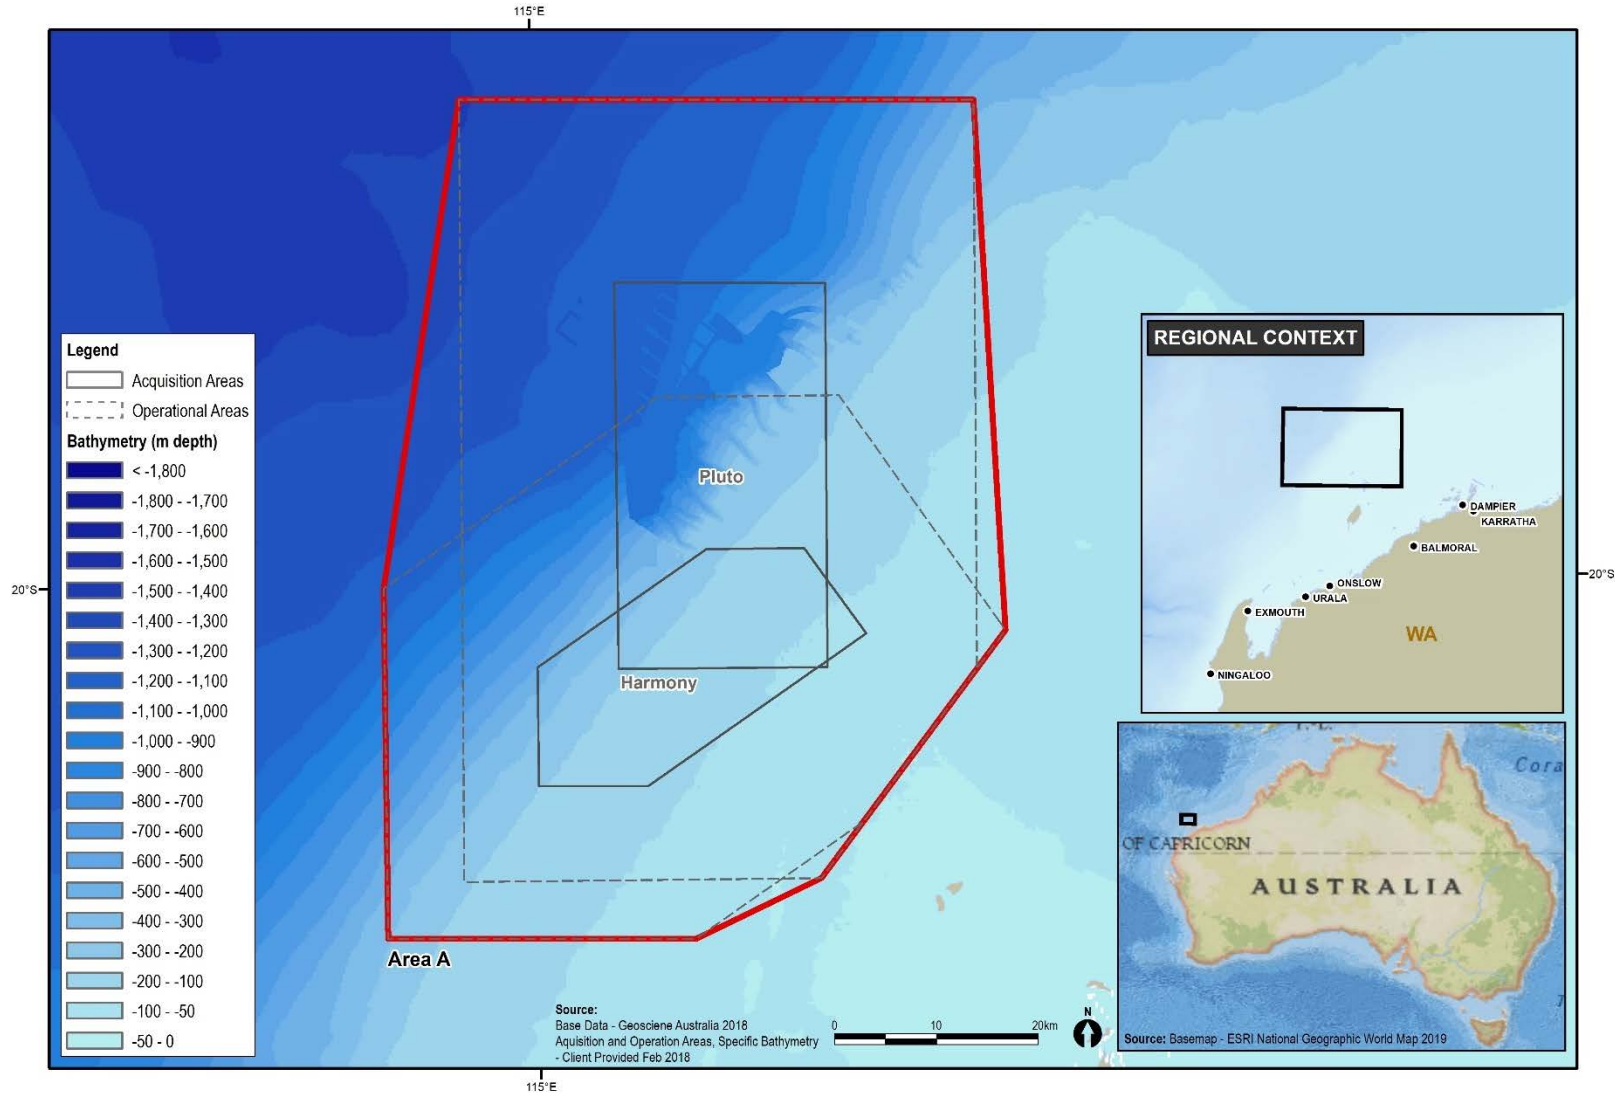 115°E
Legend
Acquisition Areas
Operational Areas
Bathymetry (m depth)
< -1,800
-1,800 - -1,700
-1,700 - -1,600
-1,600 - -1,500
-1,500 - -1,400
-1,400 - -1,300
-1,300 - -1,200
-1,200 - -1,100
-1,100 - -1,000
-1,000 - -900
-900 - -800
-800 - -700
-700 - -600
-600 - -500
-500 - -400
-400 - -300
-300 - -200
-200 - -100
-100 - -50
-50 - 0
20°S
Pluto
Harmony
Area A
Source:
Base Data - Geosciene Australia 2018
Aquisition and Operation Areas, Specific Bathymetry
- Client Provided Feb 2018
0 10 20km
N
115°E
REGIONAL CONTEXT
DAMPIER
KARRATHA
BALMORAL
ONSLOW
URALA
EXMOUTH
WA
NINGALOO
20°S
Cora
OF CAPRICORN
AUSTRALIA
Source: Basemap - ESRI National Geographic World Map 2019